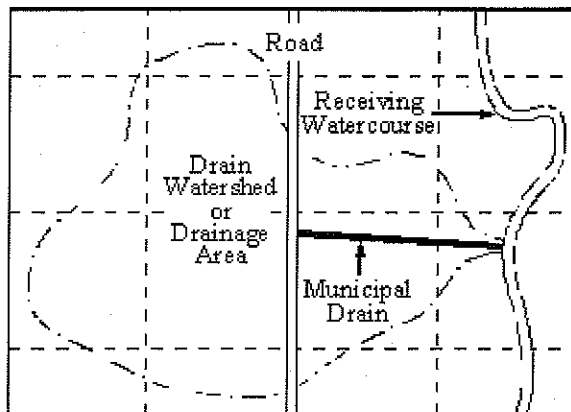 Road
Receiving
Watercourse
Drain
Watershed
or
Drainage
Area
Municipal
Drain